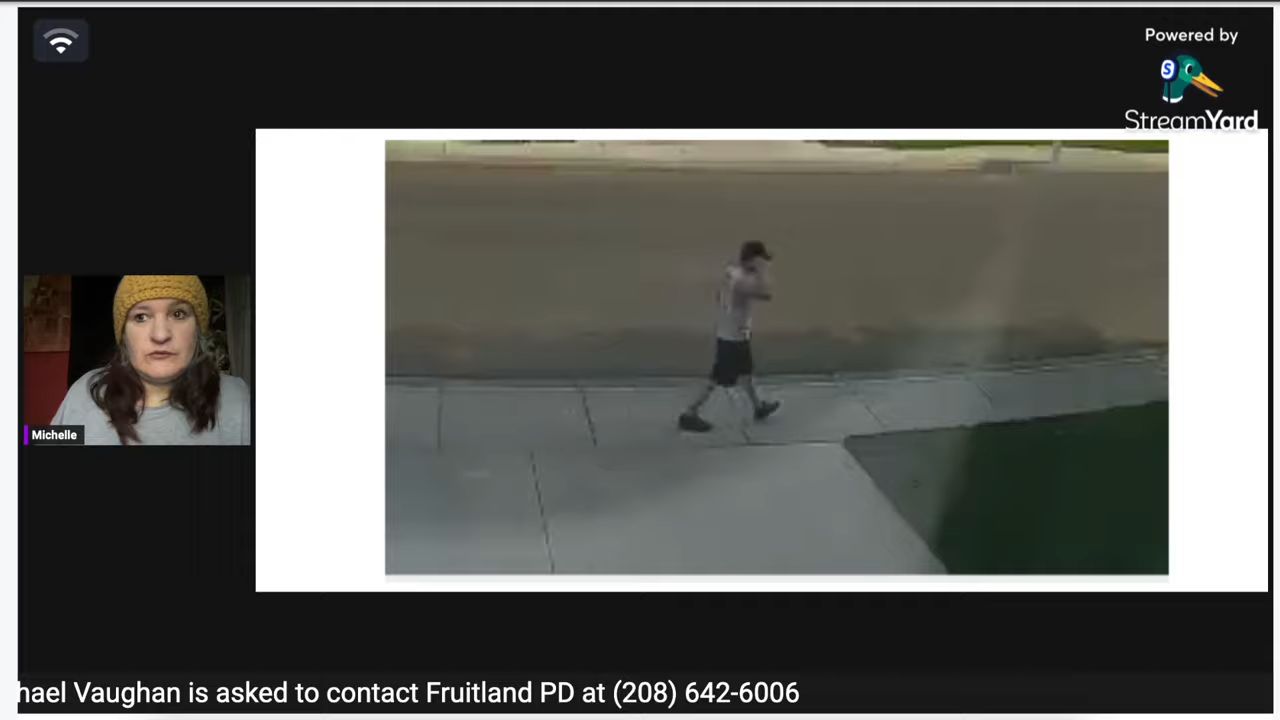 Powered by
S
StreamYard
Michelle
hael Vaughan is asked to contact Fruitland PD at (208) 642-6006